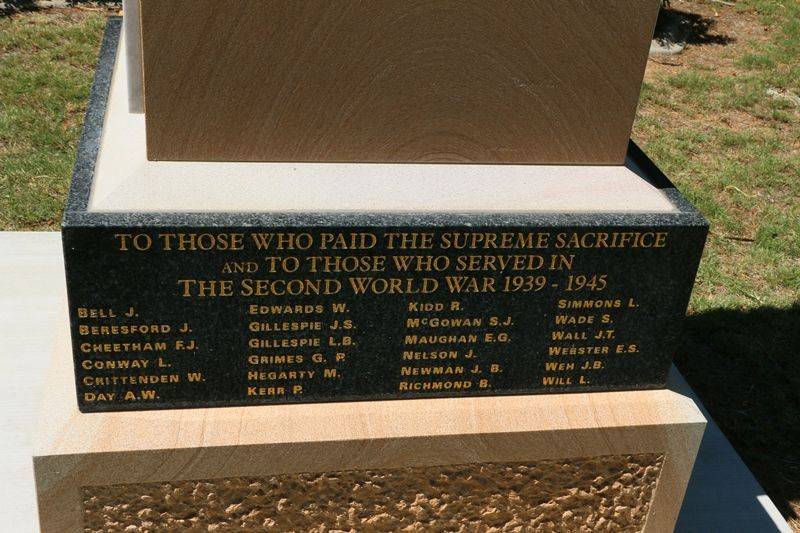 TO THOSE WHO PAID THE SUPREME SACRIFICE
AND TO THOSE WHO SERVED IN
THE SECOND WORLD WAR 1939 - 1945
BELL J.
BERESFORD J.
CHEETHAM F.J.
CONWAY L.
CRITTENDEN W.
DAY A.W.
EDWARDS W.
GILLESPIE J.S.
GILLESPIE L.B.
GRIMES G. P.
HEGARTY M.
KERR P.
KIDD R.
McGOWAN S.J.
MAUGHAN E.G.
NELSON J.
NEWMAN J. B.
RICHMOND B.
SIMMONS L.
WADE S.
WALL J.T.
WEBSTER E.S.
WEH J.B.
WILL L.